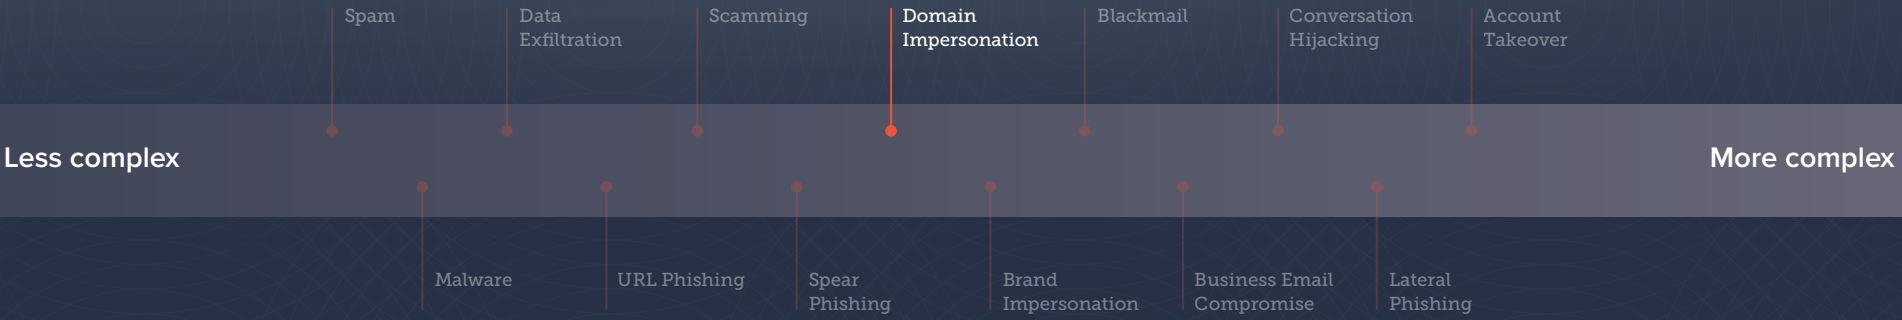 Spam
Data
Exfiltration
Scamming
Domain
Impersonation
Blackmail
Conversation
Hijacking
Account
Takeover
Less complex
More complex
Malware
URL Phishing
Spear
Phishing
Brand
Impersonation
Business Email
Compromise
Lateral
Phishing